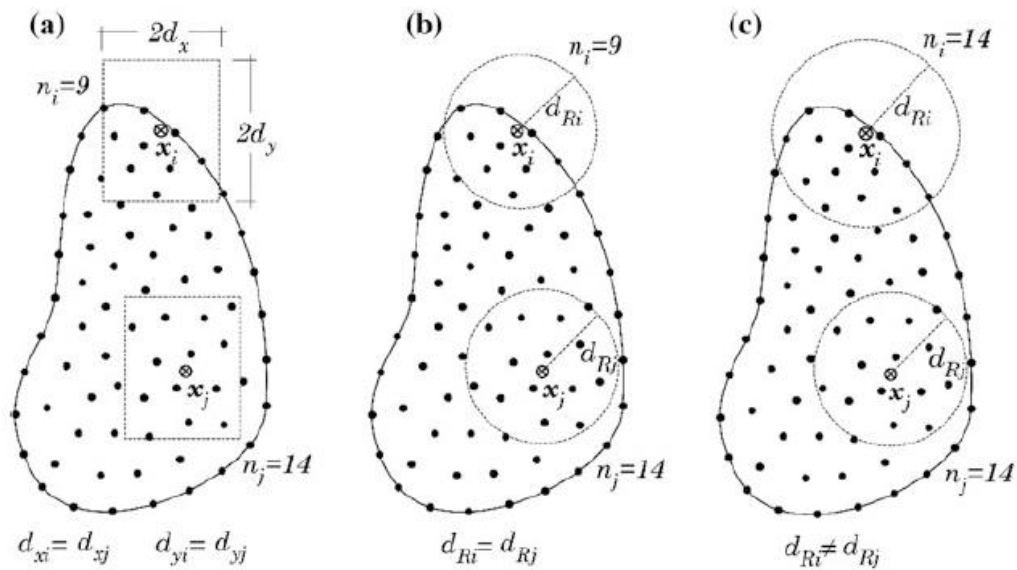 (a)
2d_x
n_i=9
2d_y
x_i
x_j
n_j=14
d_xi = d_xj d_yi = d_yj
(b)
n_i=9
d_Ri
x_i
d_Rj
x_j
n_j=14
d_Ri = d_Rj
(c)
n_i=14
d_Ri
x_i
d_Rj
x_j
n_j=14
d_Ri ≠ d_Rj